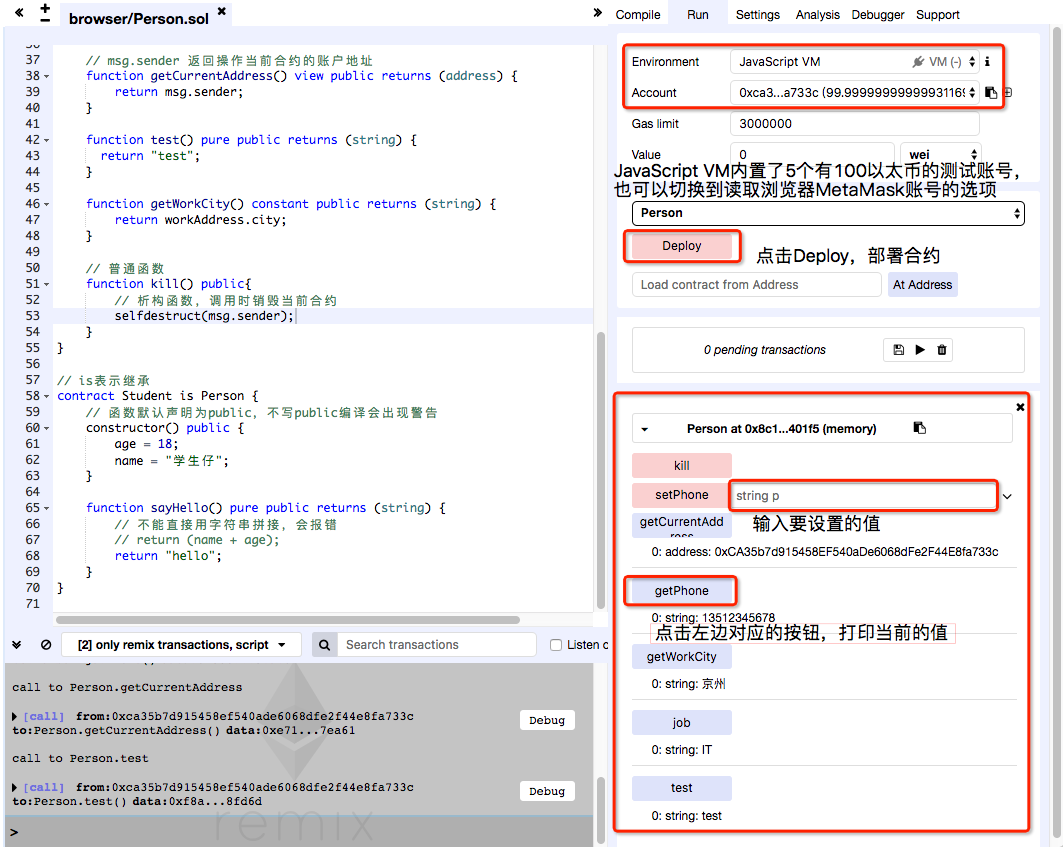 browser/Person.sol
Compile Run Settings Analysis Debugger Support
37 // msg.sender 返回操作当前合约的账户地址
38 function getCurrentAddress() view public returns (address) {
39 return msg.sender;
40 }
41
42 function test() pure public returns (string) {
43 return "test";
44 }
45
46 function getWorkCity() constant public returns (string) {
47 return workAddress.city;
48 }
49
50 // 普通函数
51 function kill() public{
52 // 析构函数，调用时销毁当前合约
53 selfdestruct(msg.sender);
54 }
55 }
56
57 // is表示继承
58 contract Student is Person {
59 // 函数默认声明为public，不写public编译会出现警告
60 constructor() public {
61 age = 18;
62 name = "学生仔";
63 }
64
65 function sayHello() public pure returns (string) {
66 // 不能直接用字符串拼接，会报错
67 // return (name + age);
68 return "hello";
69 }
70 }
71
[2] only remix transactions, script
Search transactions
Listen o
call to Person.getCurrentAddress
[call] from:0xca35b7d915458ef540ade6068dfe2f44e8fa733c
to:Person.getCurrentAddress() data:0xe71...7ea61
Debug
call to Person.test
[call] from:0xca35b7d915458ef540ade6068dfe2f44e8fa733c
to:Person.test() data:0xf8a...8fd6d
Debug
remix
>
Environment JavaScript VM VM (-) i
Account 0xca3...a733c (99.99999999999931169
Gas limit 3000000
Value 0 wei
JavaScript VM内置了5个有100以太币的测试账号，
也可以切换到读取浏览器MetaMask账号的选项
Person
Deploy
点击Deploy，部署合约
Load contract from Address At Address
0 pending transactions
Person at 0x8c1...401f5 (memory)
kill
setPhone string p
getCurrentAddress
输入要设置的值
0: address: 0xCA35b7d915458EF540aDe6068dFe2F44E8fa733c
getPhone
0: string: 13512345678
点击左边对应的按钮，打印当前的值
getWorkCity
0: string: 京州
job
0: string: IT
test
0: string: test